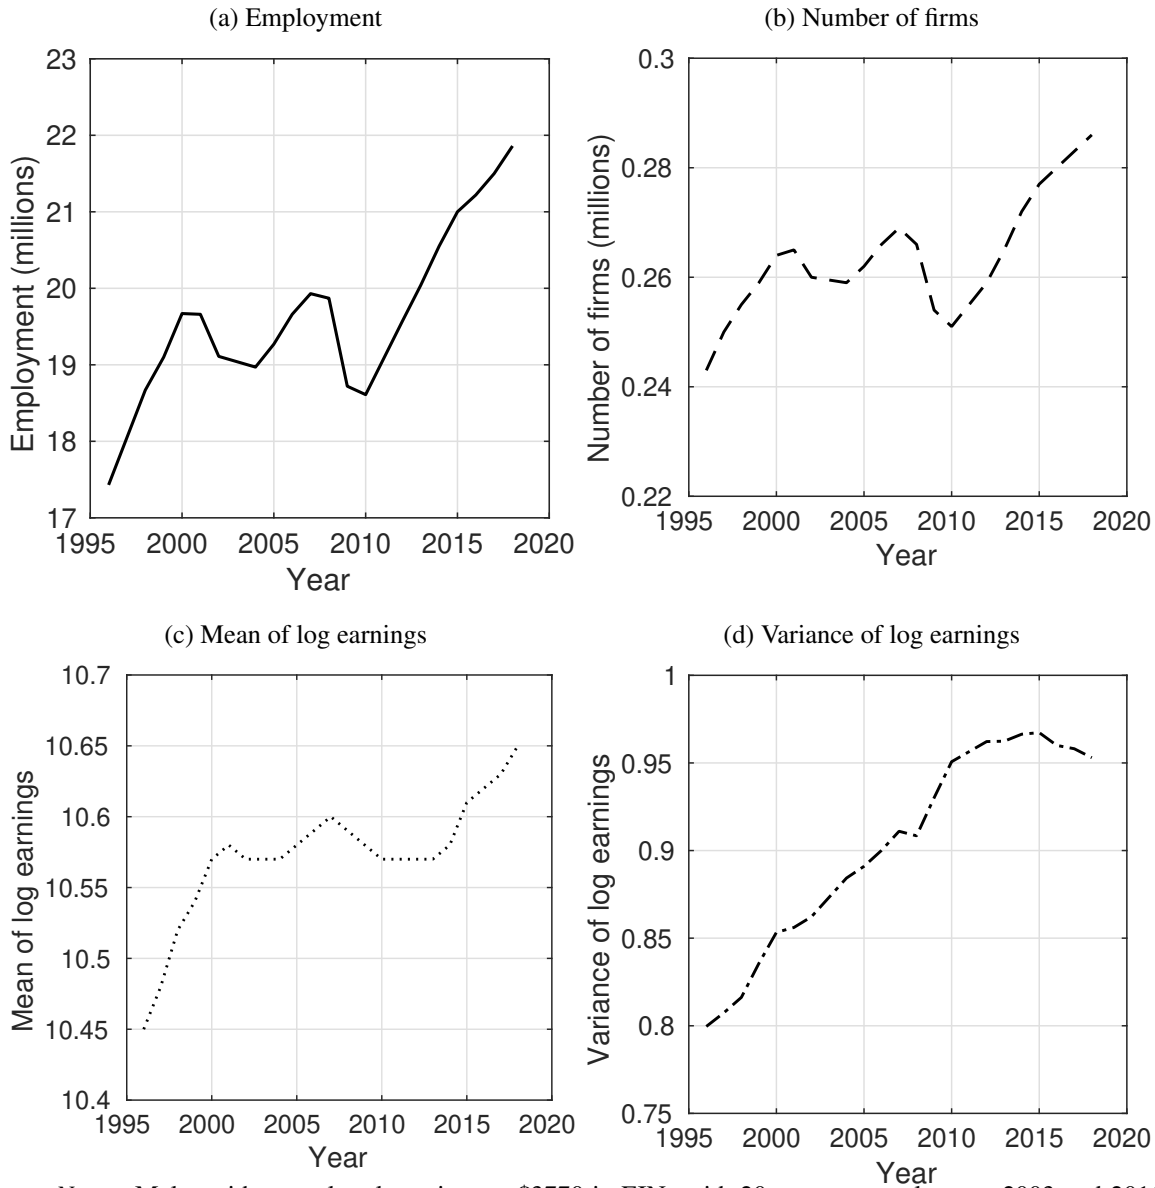 (a) Employment
23
22
21
20
19
18
17
1995 2000 2005 2010 2015 2020
Employment (millions)
Year
(b) Number of firms
0.3
0.28
0.26
0.24
0.22
1995 2000 2005 2010 2015 2020
Number of firms (millions)
Year
(c) Mean of log earnings
10.7
10.65
10.6
10.55
10.5
10.45
10.4
1995 2000 2005 2010 2015 2020
Mean of log earnings
Year
(d) Variance of log earnings
1
0.95
0.9
0.85
0.8
0.75
1995 2000 2005 2010 2015 2020
Variance of log earnings
Year